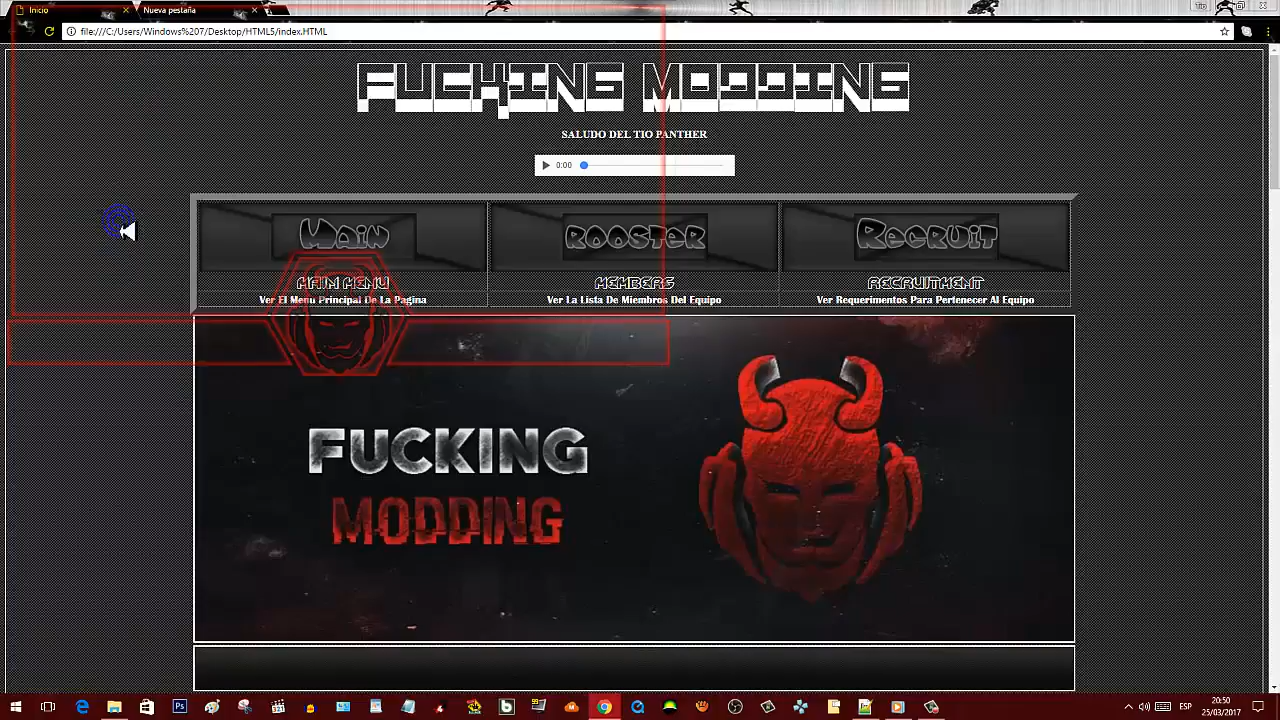 Inicio
Nueva pestaña
file:///C:/Users/Windows%207/Desktop/HTML5/index.HTML
FUCKING MODDING
SALUDO DEL TIO PANTHER
0:00
Main
ROOSTER
Recruit
MAIN MENU
MEMBERS
RECRUITMENT
Ver El Menu Principal De La Pagina
Ver La Lista De Miembros Del Equipo
Ver Requerimentos Para Pertenecer Al Equipo
FUCKING
MODDING
ESP
20:50
25/03/2017